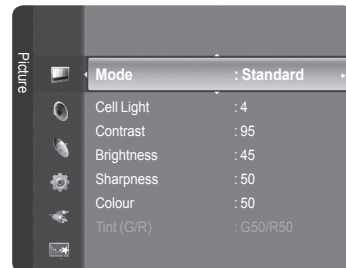 Picture
Mode : Standard
Cell Light : 4
Contrast : 95
Brightness : 45
Sharpness : 50
Colour : 50
Tint (G/R) : G50/R50